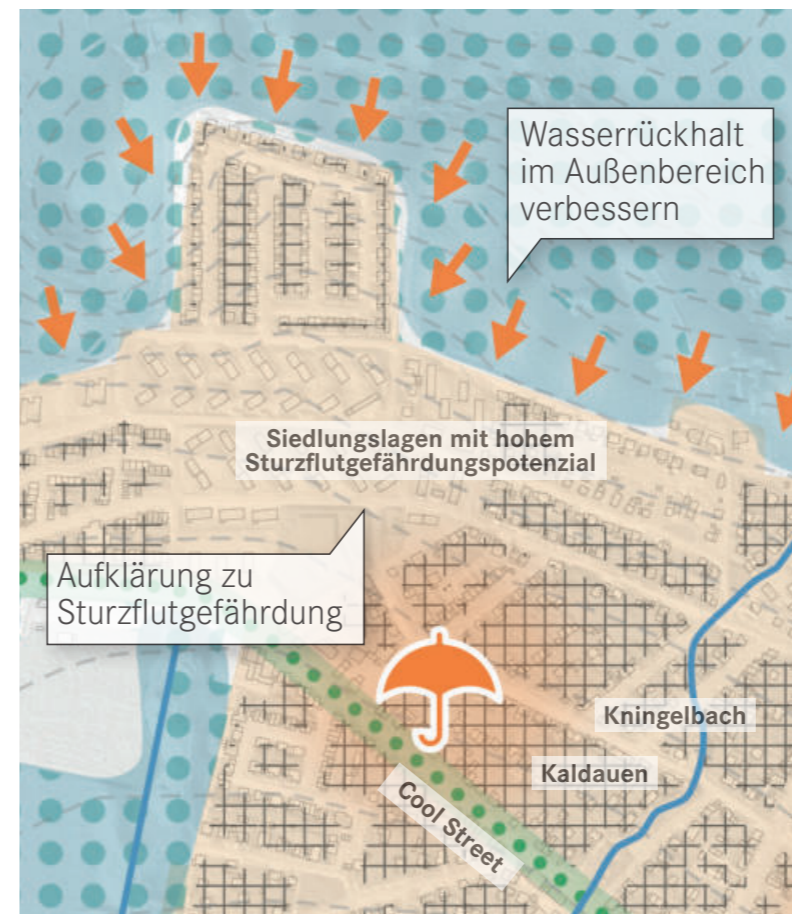 Wasserrückhalt
im Außenbereich
verbessern
Siedlungslagen mit hohem
Sturzflutgefährdungspotenzial
Aufklärung zu
Sturzflutgefährdung
Kningelbach
Kaldauen
Cool Street